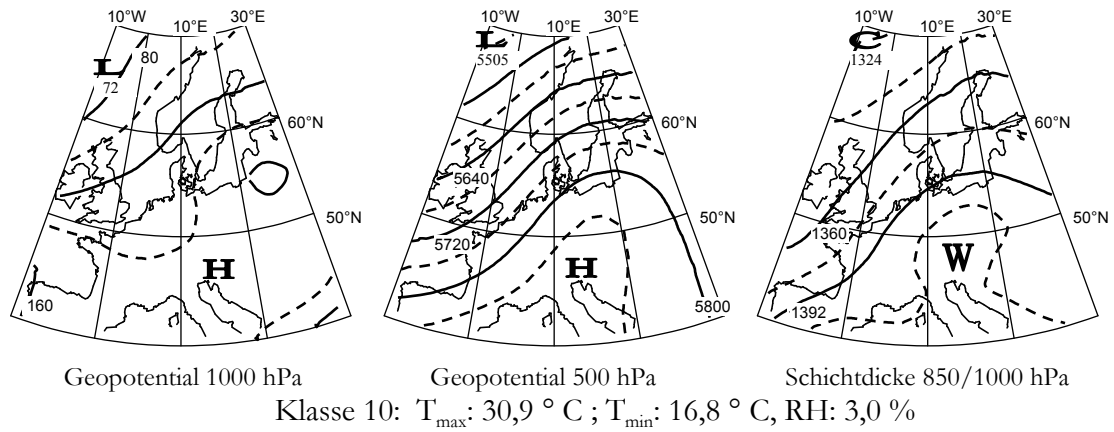 10°W 10°E 30°E
L 80
72
60°N
50°N
H
160
10°W 10°E 30°E
L
5505
60°N
5640
50°N
5720
H
5800
10°W 10°E 30°E
C
1324
60°N
50°N
1360
W
1392
Geopotential 1000 hPa
Geopotential 500 hPa
Schichtdicke 850/1000 hPa
Klasse 10: Tmax: 30,9 ° C ; Tmin: 16,8 ° C, RH: 3,0 %